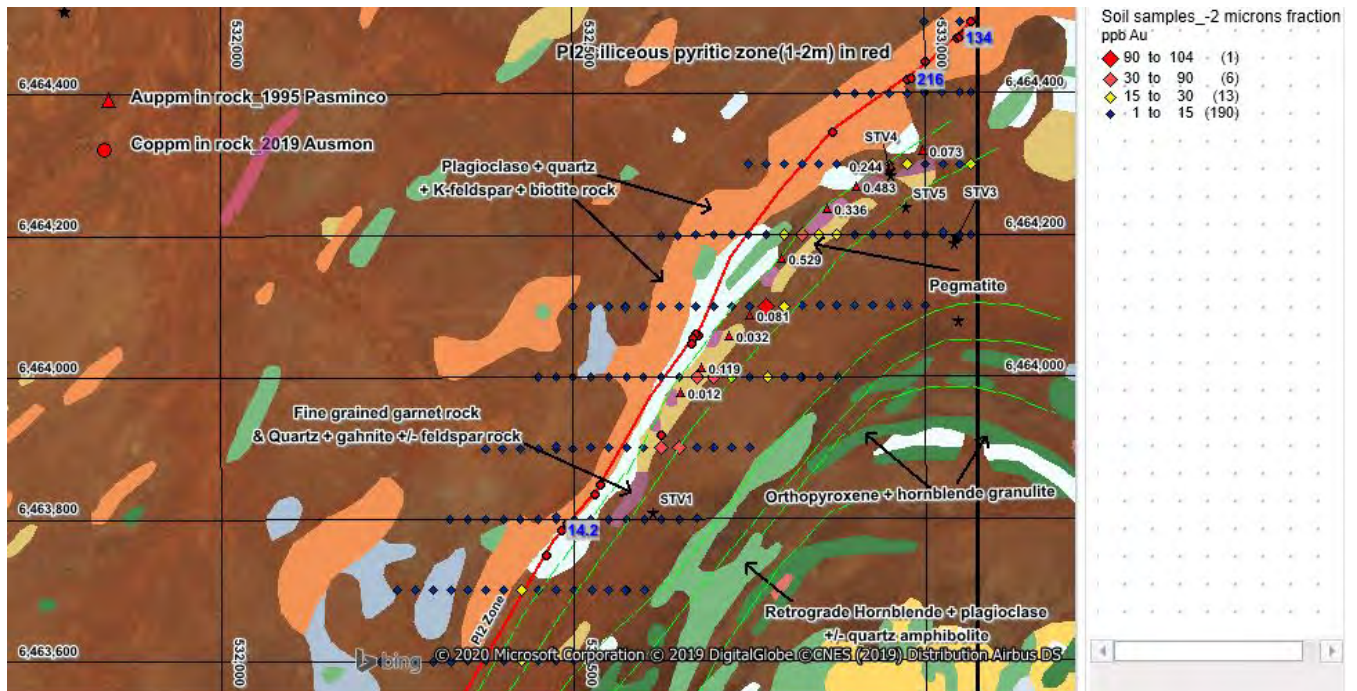 532,000
532,500
533,000
PI2 siliceous pyritic zone(1-2m) in red
134
216
6,464,400
6,464,400
Auppm in rock_1995 Pasminco
Coppm in rock_2019 Ausmon
Plagioclase + quartz
+ K-feldspar + biotite rock
STV4
0.073
0.244
0.483
STV5
STV3
0.336
6,464,200
6,464,200
0.529
Pegmatite
0.081
0.032
6,464,000
6,464,000
0.119
0.012
Fine grained garnet rock
& Quartz + gahnite +/- feldspar rock
STV1
Orthopyroxene + hornblende granulite
6,463,800
14.2
PI2 Zone
Retrograde Hornblende + plagioclase
+/- quartz amphibolite
6,463,600
532,000
533,000
bing © 2020 Microsoft Corporation © 2019 DigitalGlobe ©CNES (2019) Distribution Airbus DS
Soil samples_-2 microns fraction
ppb Au
90 to 104 (1)
30 to 90 (6)
15 to 30 (13)
1 to 15 (190)